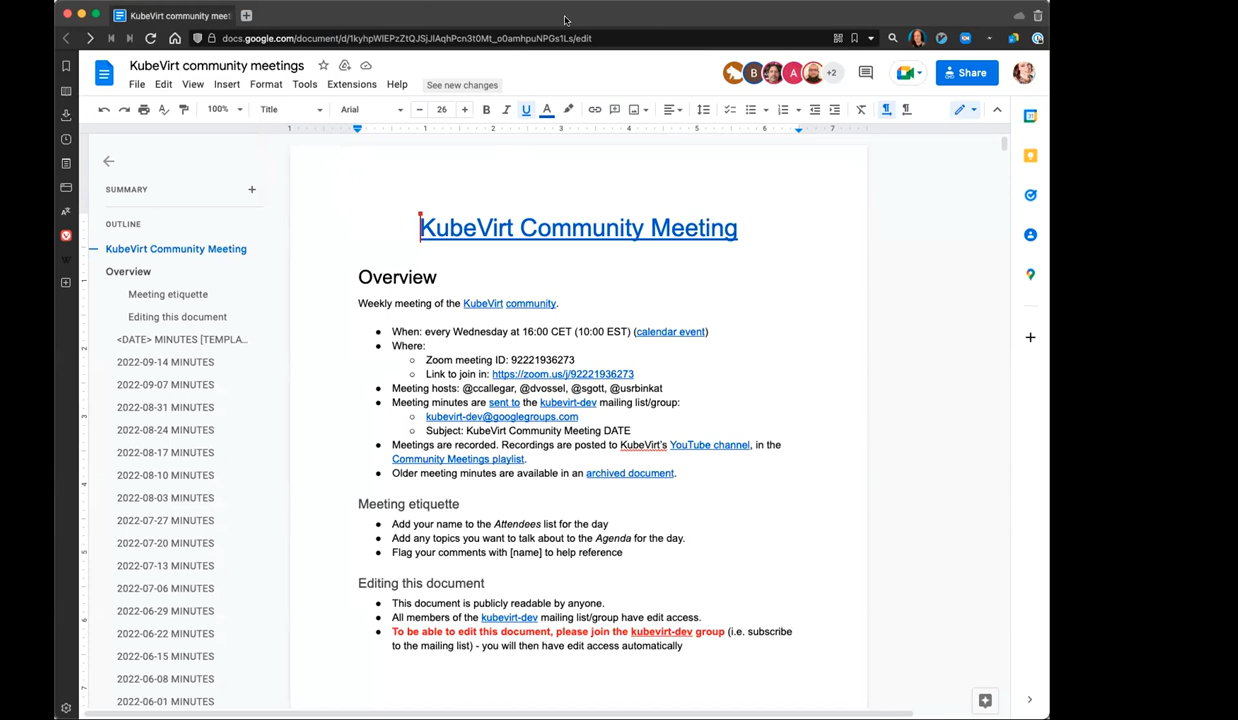 KubeVirt community meet
docs.google.com/document/d/1kyhpWlEPzZtQJSjJlAqhPcn3t0Mt_o0amhpuNPGs1Ls/edit
KubeVirt community meetings
File Edit View Insert Format Tools Extensions Help See new changes
B A +2 Share
100% Title Arial 26 B I U A
1 1 2 3 4 5 6 7
SUMMARY
OUTLINE
KubeVirt Community Meeting
Overview
Meeting etiquette
Editing this document
<DATE> MINUTES [TEMPLA...
2022-09-14 MINUTES
2022-09-07 MINUTES
2022-08-31 MINUTES
2022-08-24 MINUTES
2022-08-17 MINUTES
2022-08-10 MINUTES
2022-08-03 MINUTES
2022-07-27 MINUTES
2022-07-20 MINUTES
2022-07-13 MINUTES
2022-07-06 MINUTES
2022-06-29 MINUTES
2022-06-22 MINUTES
2022-06-15 MINUTES
2022-06-08 MINUTES
2022-06-01 MINUTES
KubeVirt Community Meeting
Overview
Weekly meeting of the KubeVirt community.
● When: every Wednesday at 16:00 CET (10:00 EST) (calendar event)
● Where:
○ Zoom meeting ID: 92221936273
○ Link to join in: https://zoom.us/j/92221936273
● Meeting hosts: @ccallegar, @dvossel, @sgott, @usrbinkat
● Meeting minutes are sent to the kubevirt-dev mailing list/group:
○ kubevirt-dev@googlegroups.com
○ Subject: KubeVirt Community Meeting DATE
● Meetings are recorded. Recordings are posted to KubeVirt's YouTube channel, in the
Community Meetings playlist.
● Older meeting minutes are available in an archived document.
Meeting etiquette
● Add your name to the Attendees list for the day
● Add any topics you want to talk about to the Agenda for the day.
● Flag your comments with [name] to help reference
Editing this document
● This document is publicly readable by anyone.
● All members of the kubevirt-dev mailing list/group have edit access.
● To be able to edit this document, please join the kubevirt-dev group (i.e. subscribe
to the mailing list) - you will then have edit access automatically